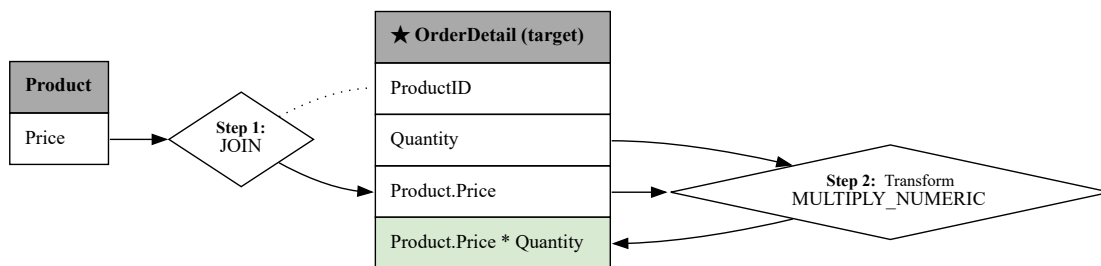 Product
Price
Step 1:
JOIN
★ OrderDetail (target)
ProductID
Quantity
Product.Price
Product.Price * Quantity
Step 2: Transform
MULTIPLY_NUMERIC